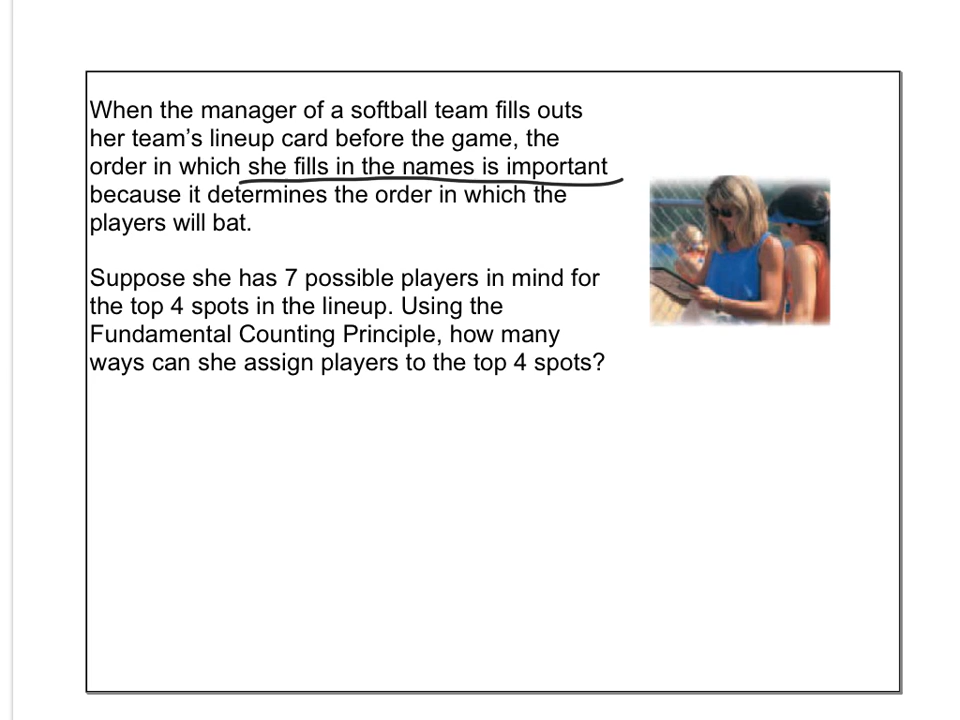 When the manager of a softball team fills outs
her team's lineup card before the game, the
order in which she fills in the names is important
because it determines the order in which the
players will bat.
Suppose she has 7 possible players in mind for
the top 4 spots in the lineup. Using the
Fundamental Counting Principle, how many
ways can she assign players to the top 4 spots?